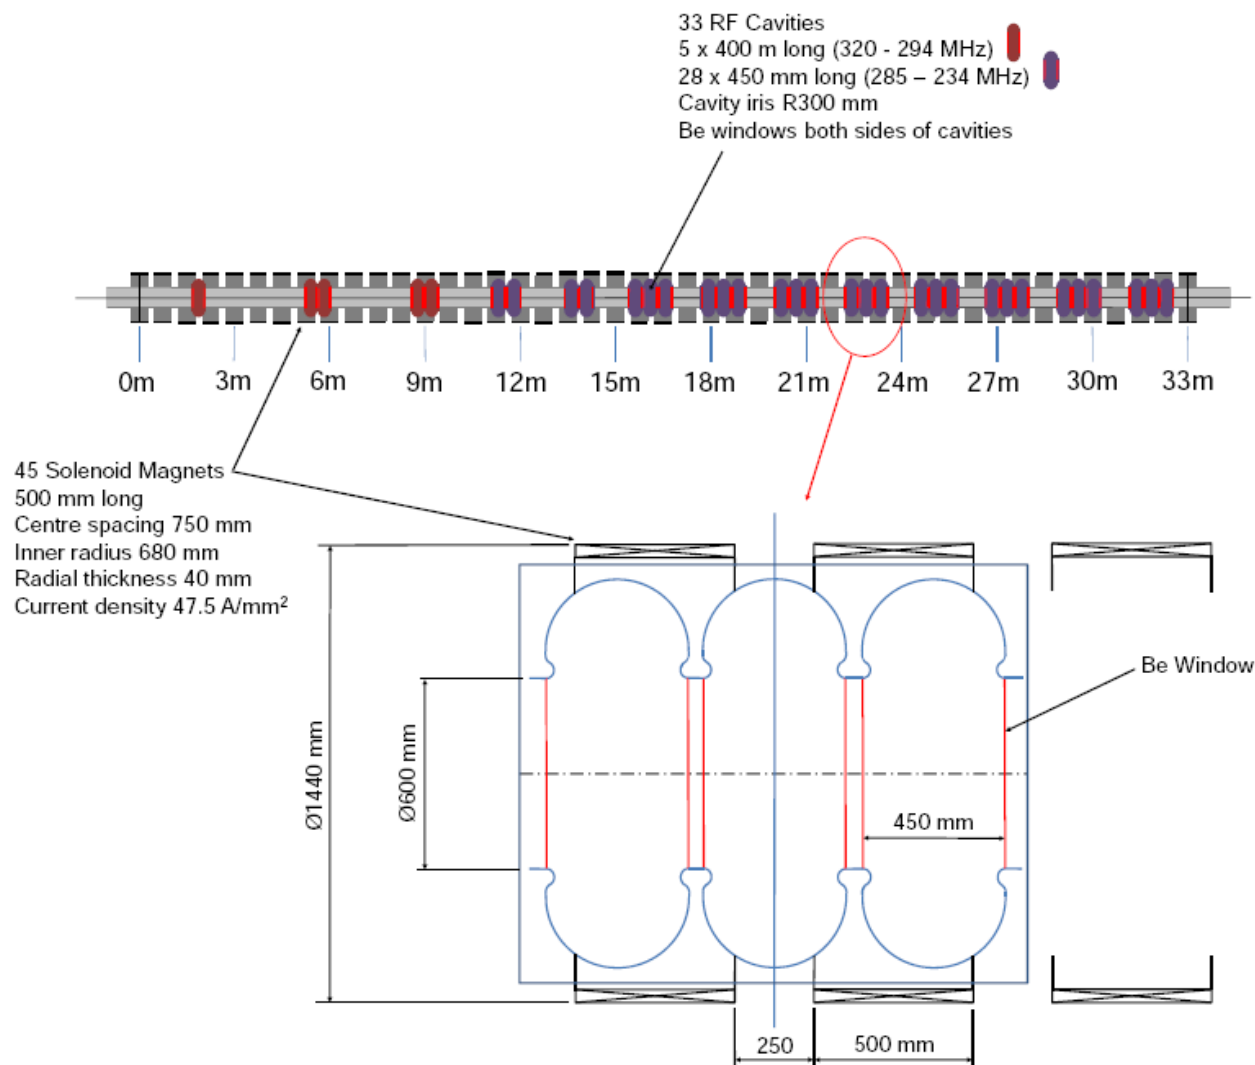 33 RF Cavities
5 x 400 m long (320 - 294 MHz)
28 x 450 mm long (285 – 234 MHz)
Cavity iris R300 mm
Be windows both sides of cavities
0m 3m 6m 9m 12m 15m 18m 21m 24m 27m 30m 33m
45 Solenoid Magnets
500 mm long
Centre spacing 750 mm
Inner radius 680 mm
Radial thickness 40 mm
Current density 47.5 A/mm²
Be Window
Ø1440 mm
Ø600 mm
450 mm
250
500 mm